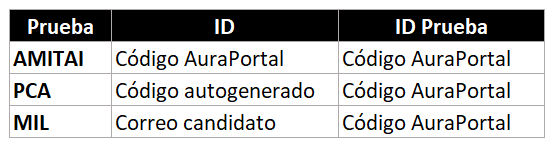 Prueba ID ID Prueba
AMITAI Código AuraPortal Código AuraPortal
PCA Código autogenerado Código AuraPortal
MIL Correo candidato Código AuraPortal